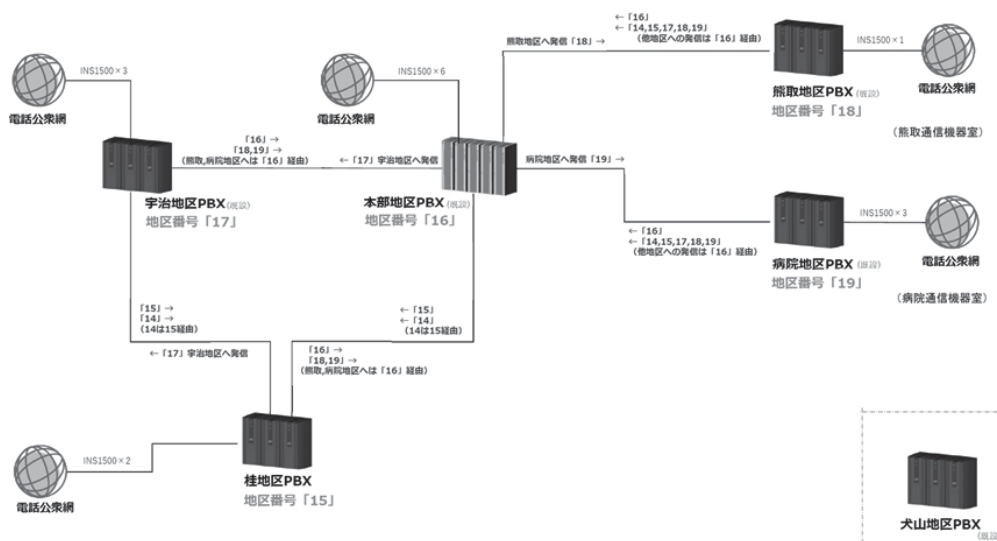 ←「16」
←「14,15,17,18,19」
(他地区への発信は「16」経由)
熊取地区へ発信「18」→
INS1500×1
電話公衆網
熊取地区PBX(既設)
地区番号「18」
(熊取通信機器室)
INS1500×3
電話公衆網
INS1500×6
電話公衆網
「16」→
「18,19」→
(熊取,病院地区へは「16」経由)
←「17」宇治地区へ発信
病院地区へ発信「19」→
宇治地区PBX(既設)
地区番号「17」
本部地区PBX(既設)
地区番号「16」
←「16」
←「14,15,17,18,19」
(他地区への発信は「16」経由)
INS1500×3
電話公衆網
病院地区PBX(既設)
地区番号「19」
(病院通信機器室)
「15」→
「14」→
(14は15経由)
←「15」
←「14」
(14は15経由)
←「17」宇治地区へ発信
「16」→
「18,19」→
(熊取,病院地区へは「16」経由)
INS1500×2
電話公衆網
桂地区PBX
地区番号「15」
犬山地区PBX
(既設